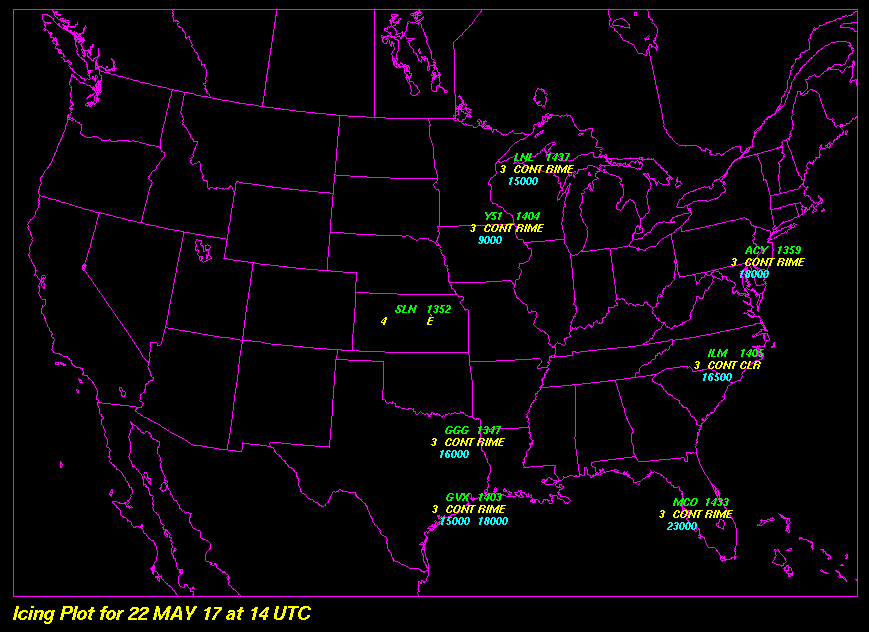 LNL 1437
3 CONT RIME
15000
Y51 1404
3 CONT RIME
9000
ACY 1359
3 CONT RIME
18000
SLN 1352
4 E
ILM 1405
3 CONT CLR
16500
GGG 1347
3 CONT RIME
16000
GVX 1403
3 CONT RIME
15000 18000
MCO 1433
3 CONT RIME
23000
Icing Plot for 22 MAY 17 at 14 UTC